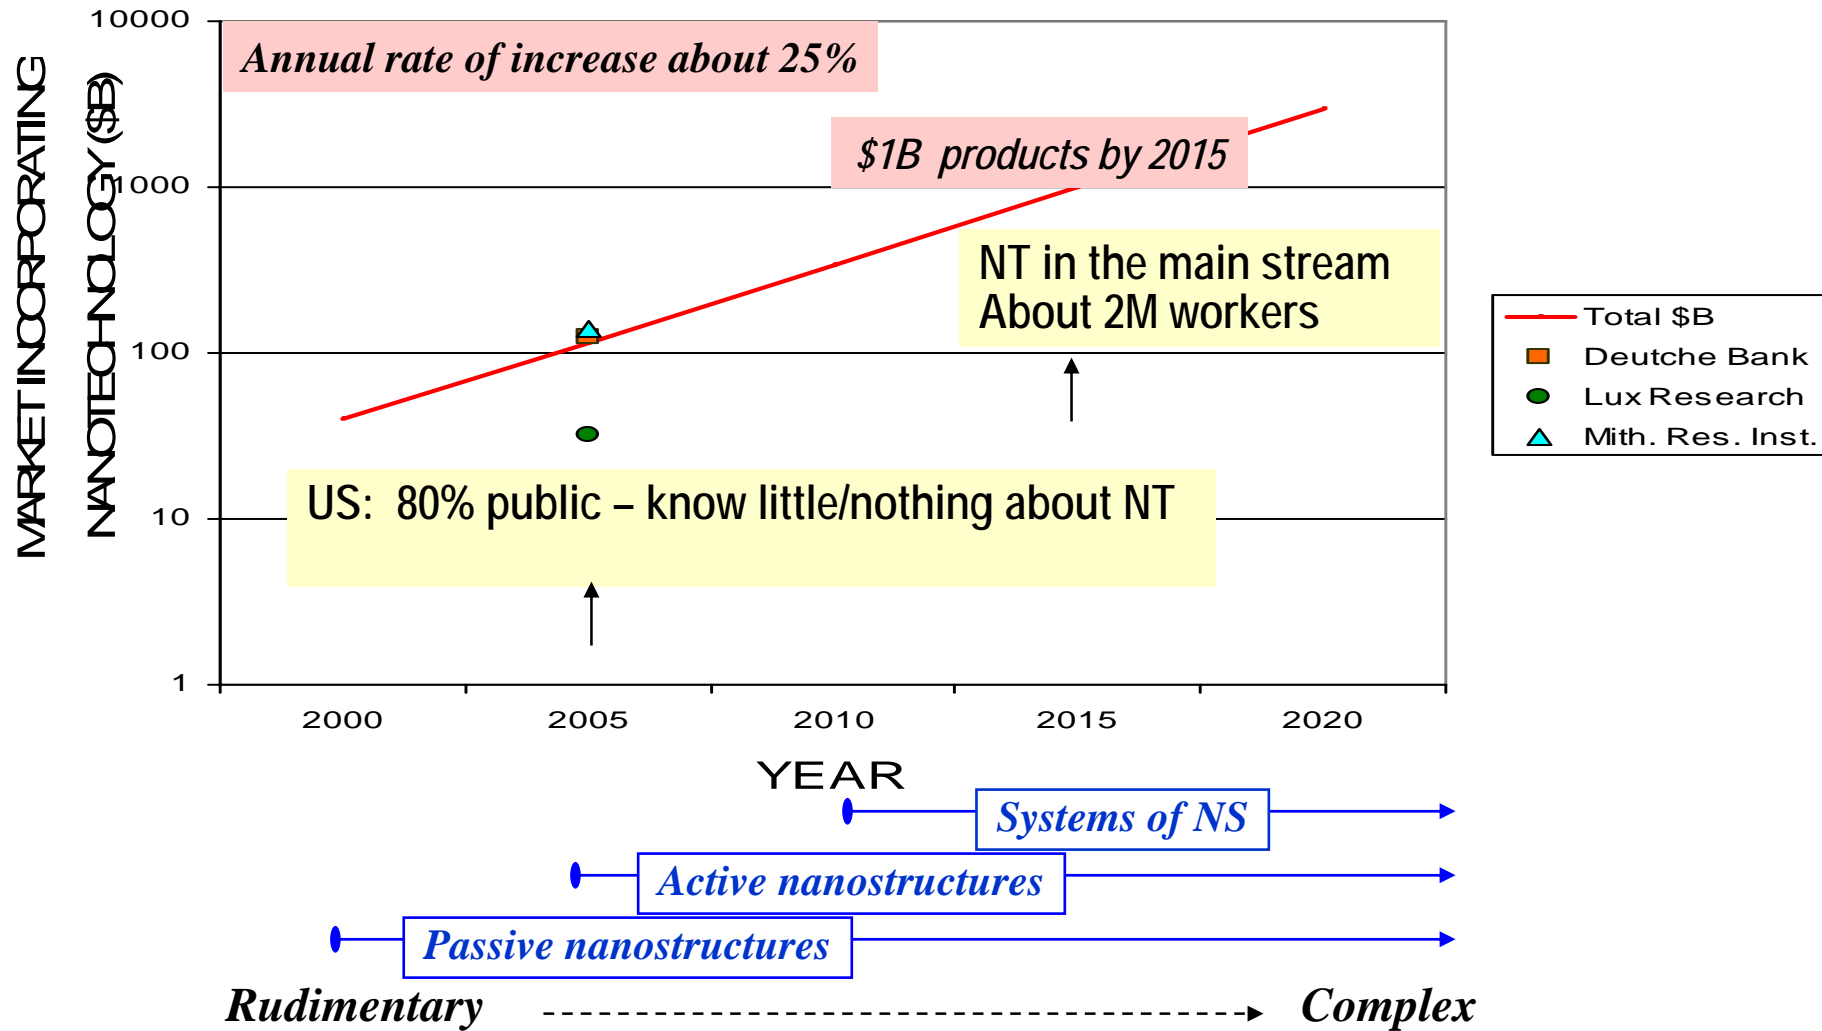 MARKET INCORPORATING
NANOTECHNOLOGY ($B)
10000
1000
100
10
1
Annual rate of increase about 25%
$1B products by 2015
NT in the main stream
About 2M workers
US: 80% public – know little/nothing about NT
Total $B
Deutche Bank
Lux Research
Mith. Res. Inst.
2000 2005 2010 2015 2020
YEAR
Systems of NS
Active nanostructures
Passive nanostructures
Rudimentary Complex